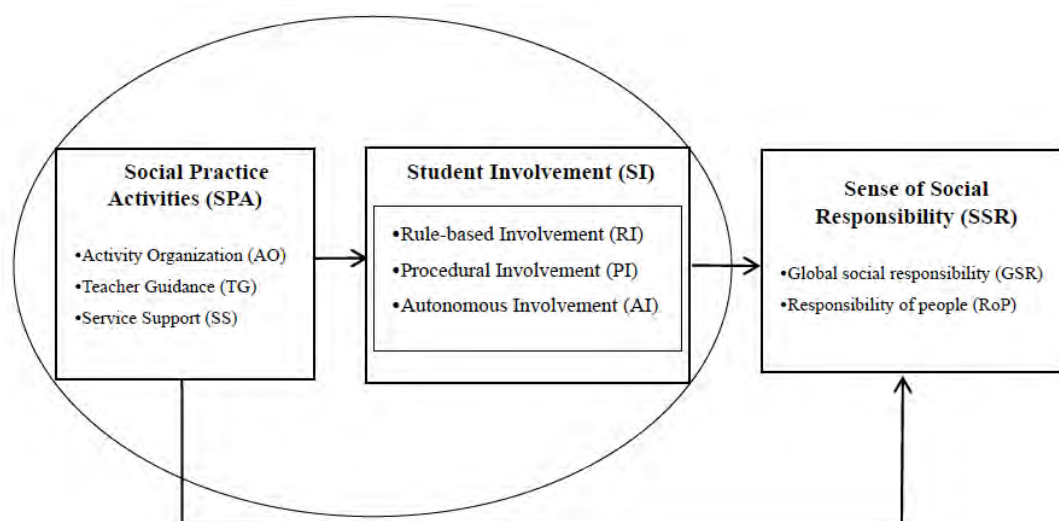 Social Practice
Activities (SPA)
•Activity Organization (AO)
•Teacher Guidance (TG)
•Service Support (SS)
Student Involvement (SI)
•Rule-based Involvement (RI)
•Procedural Involvement (PI)
•Autonomous Involvement (AI)
Sense of Social
Responsibility (SSR)
•Global social responsibility (GSR)
•Responsibility of people (RoP)